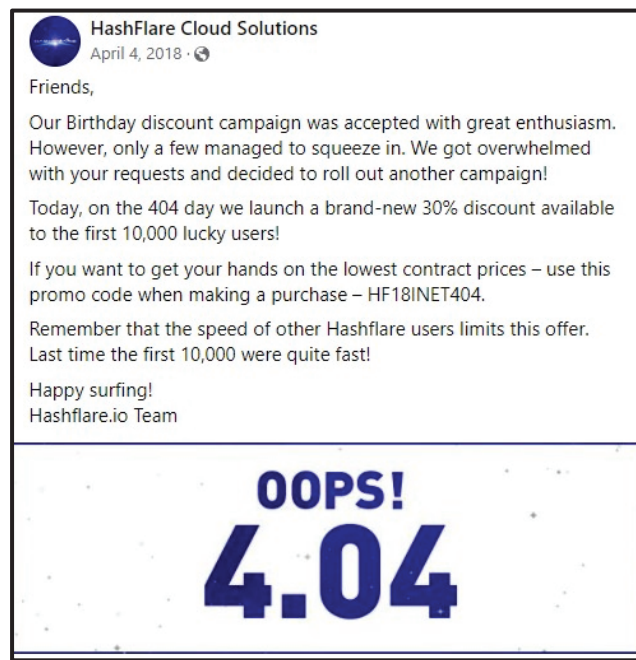 HashFlare Cloud Solutions
April 4, 2018 ·
Friends,
Our Birthday discount campaign was accepted with great enthusiasm.
However, only a few managed to squeeze in. We got overwhelmed
with your requests and decided to roll out another campaign!
Today, on the 404 day we launch a brand-new 30% discount available
to the first 10,000 lucky users!
If you want to get your hands on the lowest contract prices – use this
promo code when making a purchase – HF18INET404.
Remember that the speed of other Hashflare users limits this offer.
Last time the first 10,000 were quite fast!
Happy surfing!
Hashflare.io Team
OOPS!
4.04